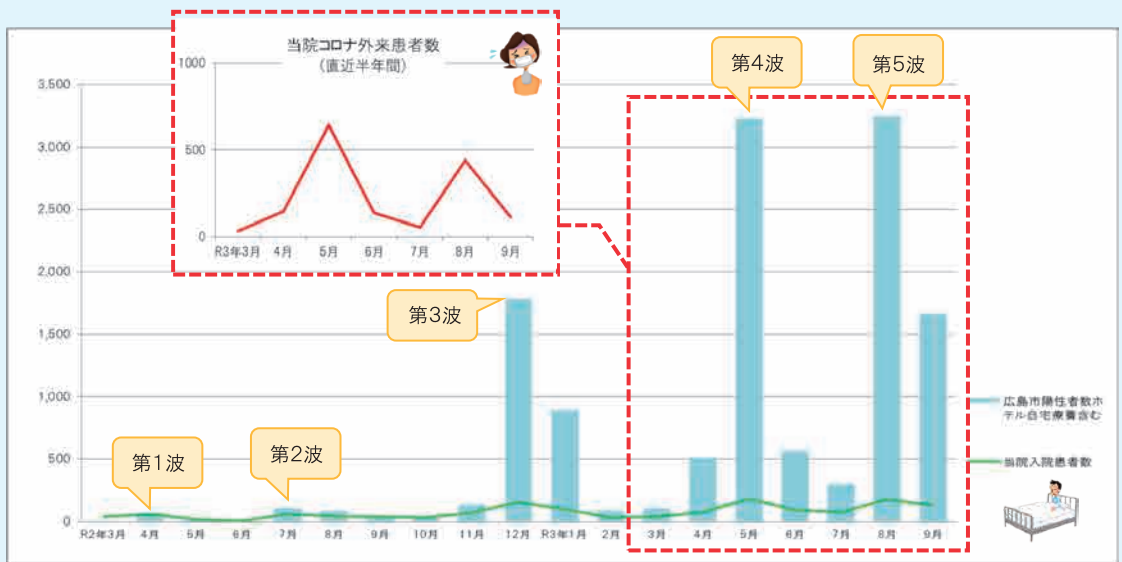 当院コロナ外来患者数
(直近半年間)
1000
500
0
R3年3月 4月 5月 6月 7月 8月 9月
第4波
第5波
第3波
第2波
第1波
3,500
3,000
2,500
2,000
1,500
1,000
500
0
R2年3月 4月 5月 6月 7月 8月 9月 10月 11月 12月 R3年1月 2月 3月 4月 5月 6月 7月 8月 9月
広島市陽性者数ホ
テル自宅療養含む
当院入院患者数